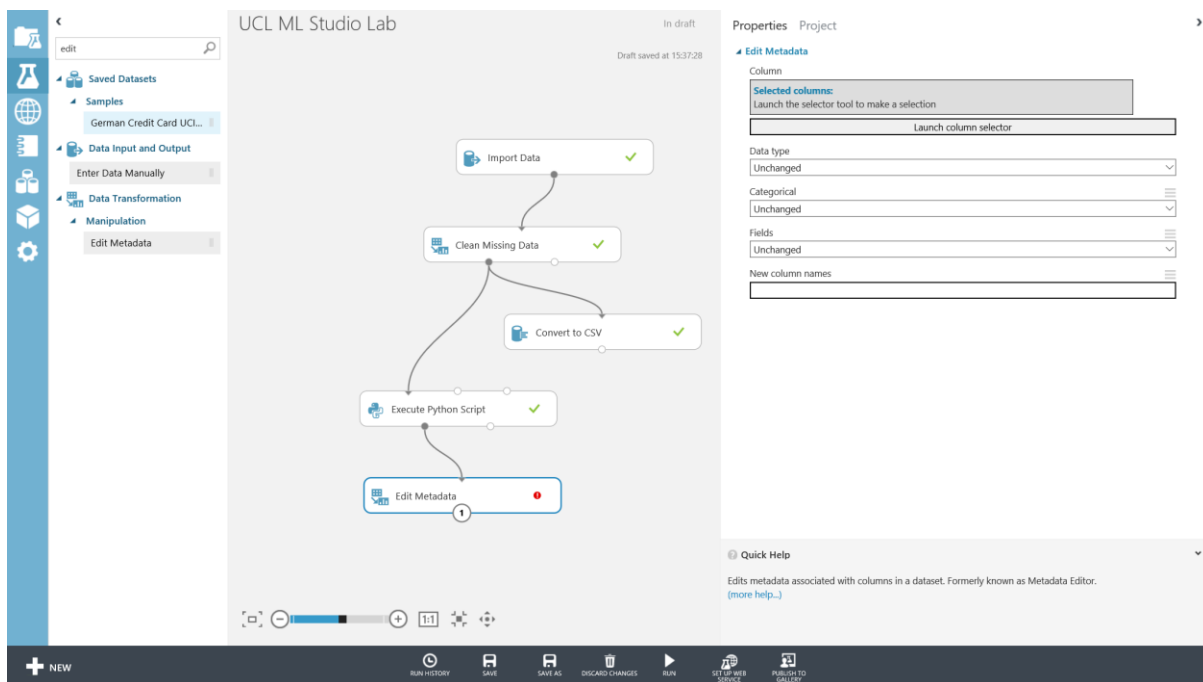 UCL ML Studio Lab
In draft
Draft saved at 15:37:28
edit
Saved Datasets
Samples
German Credit Card UCI...
Data Input and Output
Enter Data Manually
Data Transformation
Manipulation
Edit Metadata
Import Data
Clean Missing Data
Convert to CSV
Execute Python Script
Edit Metadata
1
1:1
Properties Project
Edit Metadata
Column
Selected columns:
Launch the selector tool to make a selection
Launch column selector
Data type
Unchanged
Categorical
Unchanged
Fields
Unchanged
New column names
Quick Help
Edits metadata associated with columns in a dataset. Formerly known as Metadata Editor.
(more help...)
NEW
RUN HISTORY
SAVE
SAVE AS
DISCARD CHANGES
RUN
SET UP WEB
SERVICE
PUBLISH TO
GALLERY